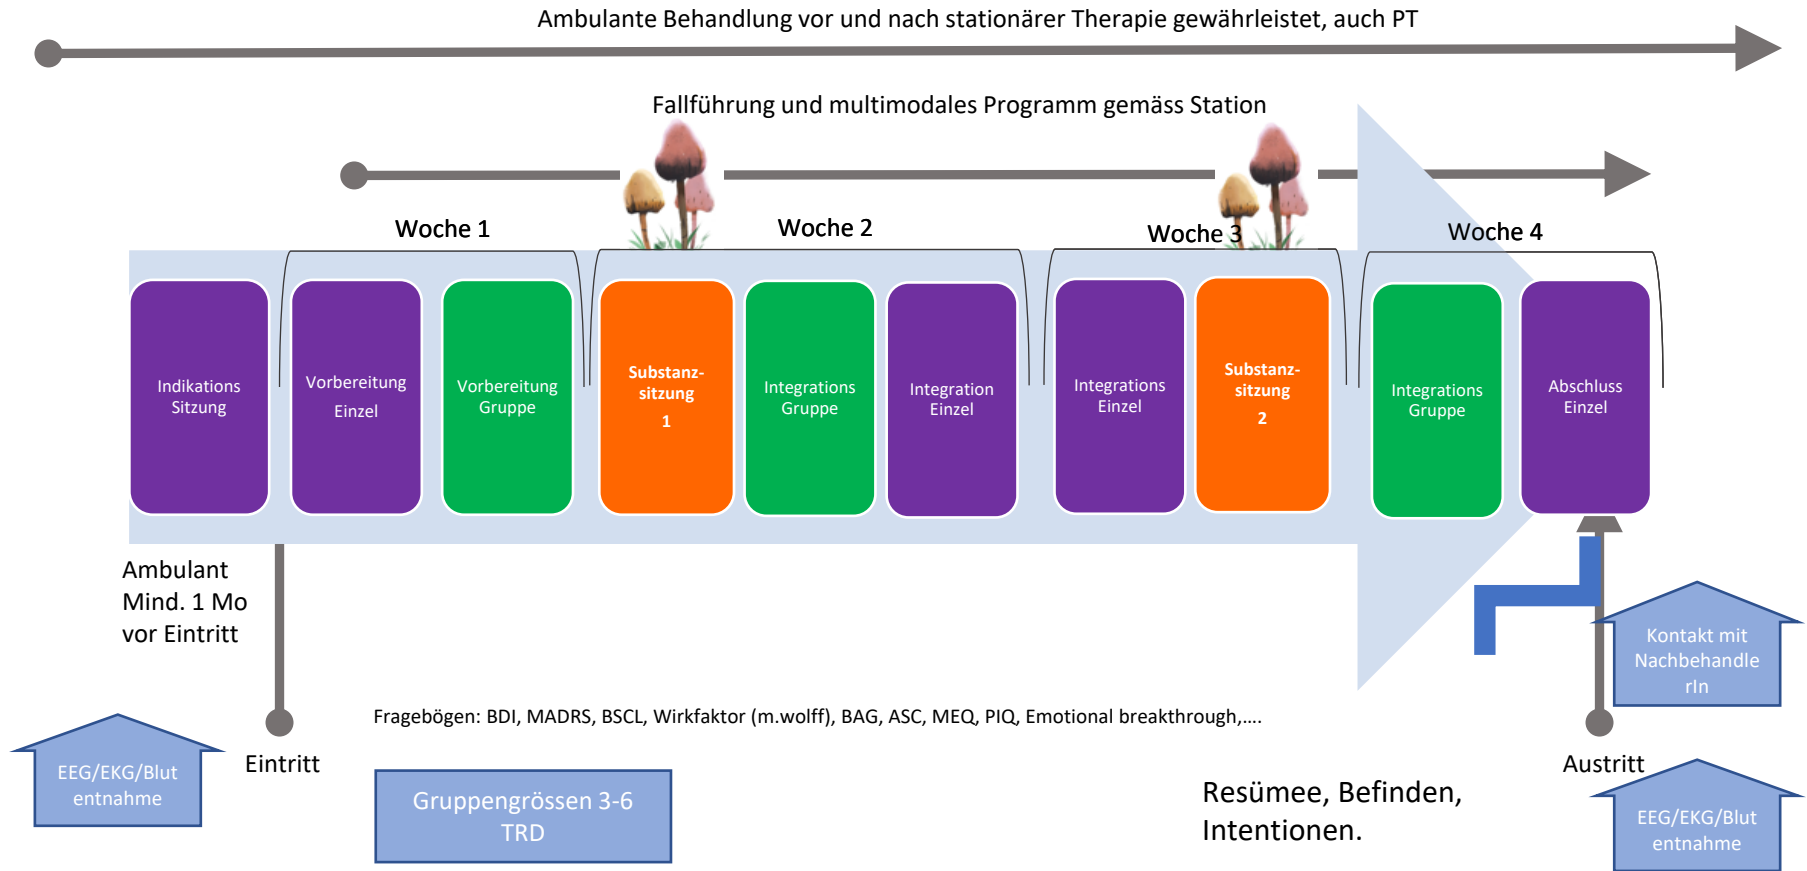 Ambulante Behandlung vor und nach stationärer Therapie gewährleistet, auch PT
Fallführung und multimodales Programm gemäss Station
Woche 1
Woche 2
Woche 3
Woche 4
Indikations
Sitzung
Vorbereitung
Einzel
Vorbereitung
Gruppe
Substanz-
sitzung
1
Integrations
Gruppe
Integration
Einzel
Integrations
Einzel
Substanz-
sitzung
2
Integrations
Gruppe
Abschluss
Einzel
Ambulant
Mind. 1 Mo
vor Eintritt
Kontakt mit
Nachbehandle
rIn
Fragebögen: BDI, MADRS, BSCL, Wirkfaktor (m.wolff), BAG, ASC, MEQ, PIQ, Emotional breakthrough,....
EEG/EKG/Blut
entnahme
Eintritt
Gruppengrössen 3-6
TRD
Resümee, Befinden,
Intentionen.
Austritt
EEG/EKG/Blut
entnahme